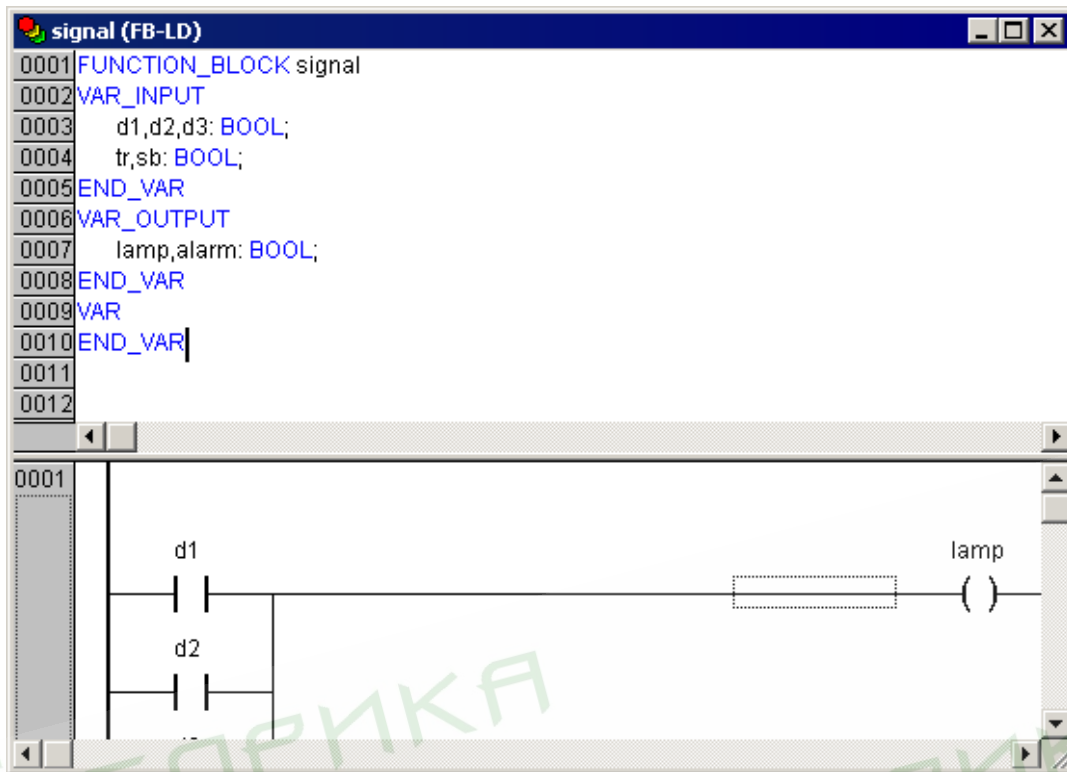 signal (FB-LD)
0001 FUNCTION_BLOCK signal
0002 VAR_INPUT
0003 d1,d2,d3: BOOL;
0004 tr,sb: BOOL;
0005 END_VAR
0006 VAR_OUTPUT
0007 lamp,alarm: BOOL;
0008 END_VAR
0009 VAR
0010 END_VAR
0011
0012
0001
d1 lamp
d2